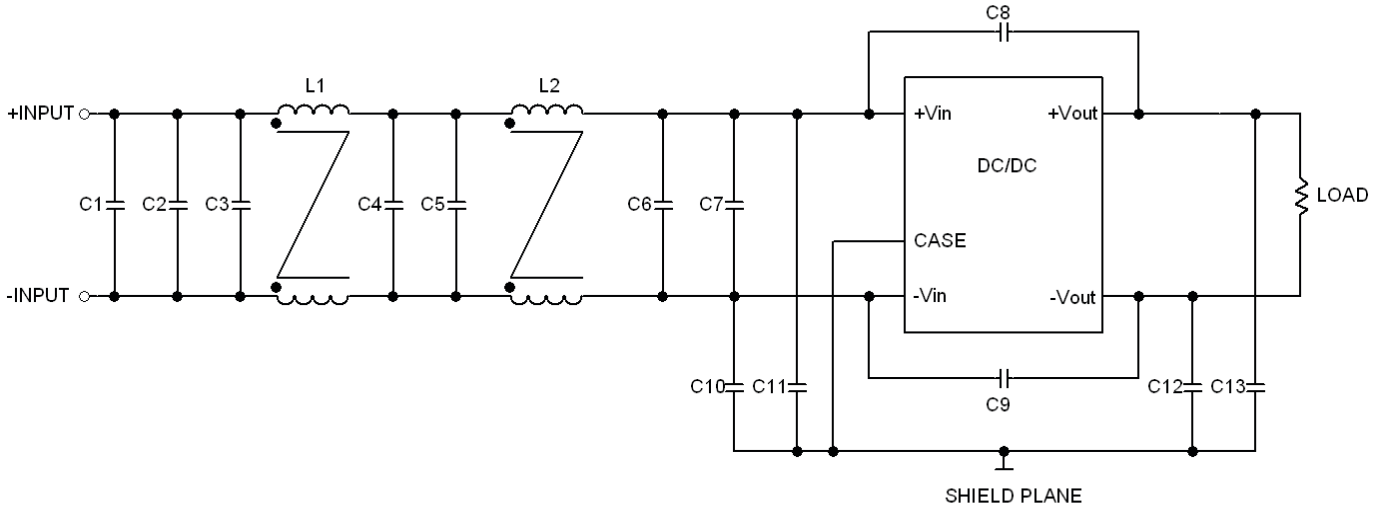 C8
L1
L2
+INPUT
+Vin
+Vout
DC/DC
C1
C2
C3
C4
C5
C6
C7
LOAD
CASE
-INPUT
-Vin
-Vout
C10
C11
C9
C12
C13
SHIELD PLANE